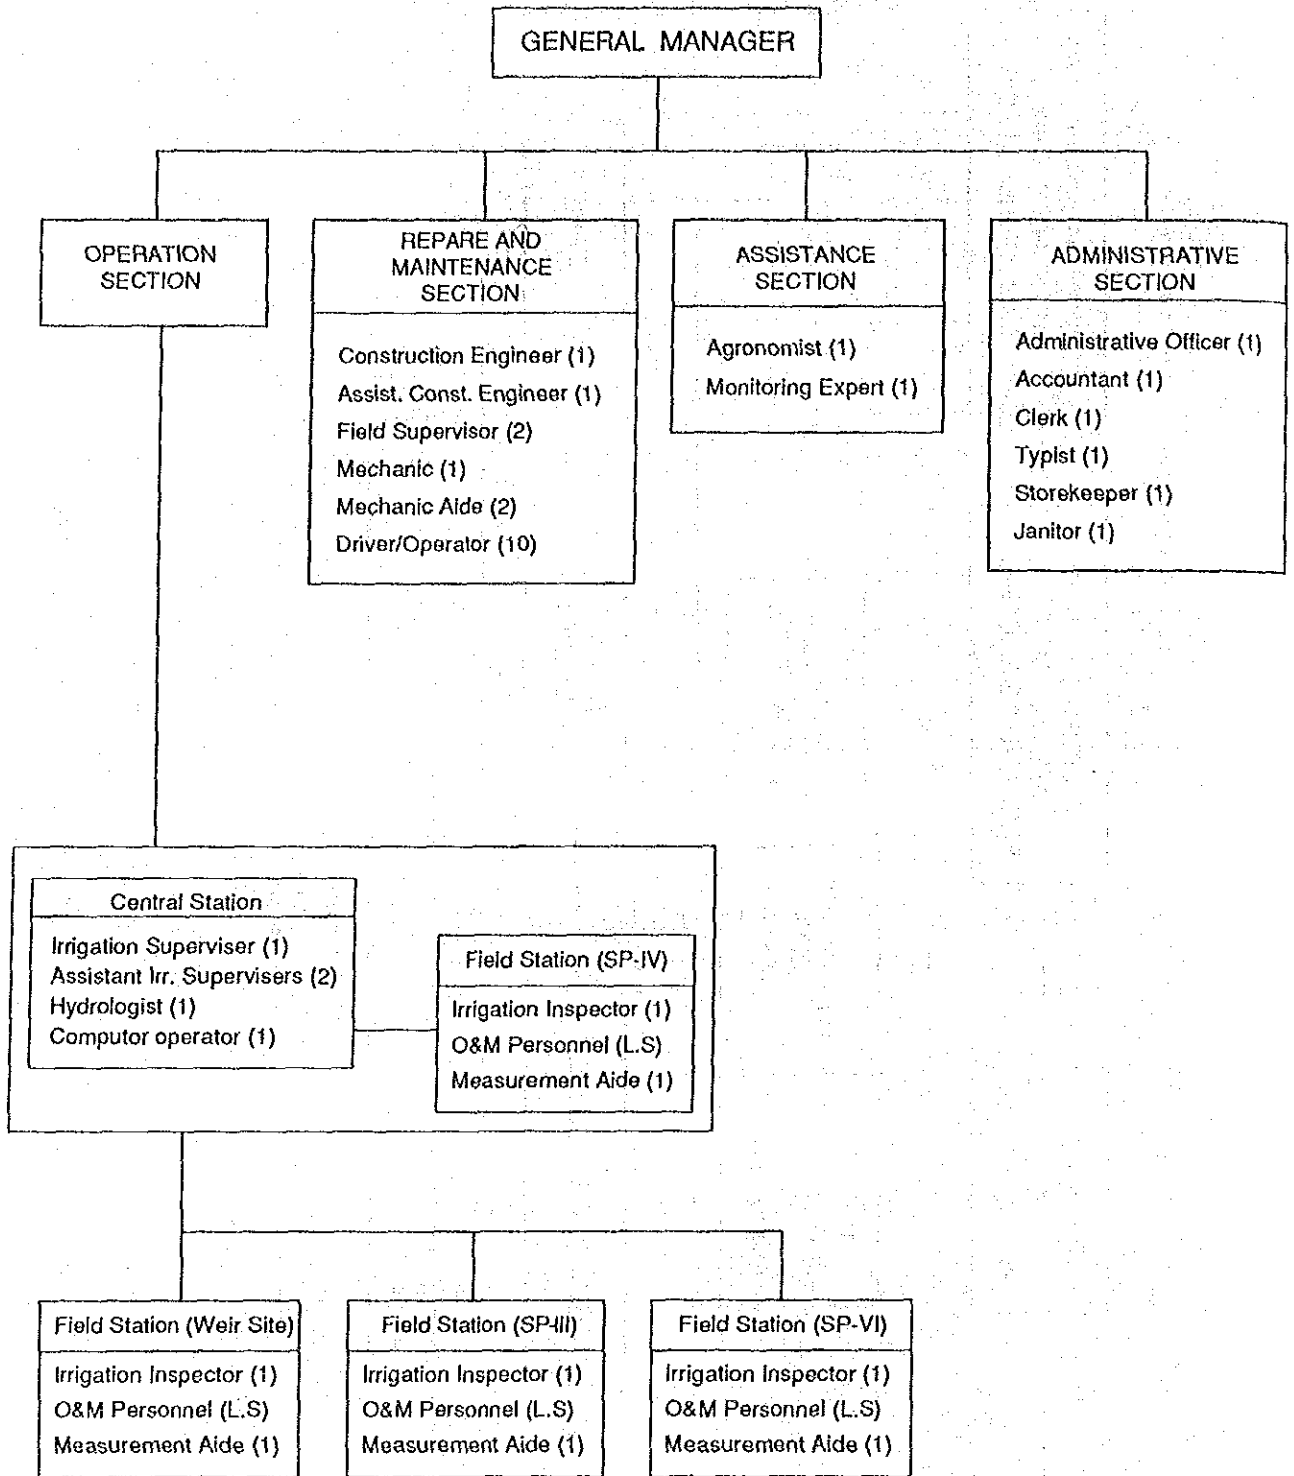 GENERAL MANAGER
OPERATION
SECTION
REPARE AND
MAINTENANCE
SECTION
Construction Engineer (1)
Assist. Const. Engineer (1)
Field Supervisor (2)
Mechanic (1)
Mechanic Aide (2)
Driver/Operator (10)
ASSISTANCE
SECTION
Agronomist (1)
Monitoring Expert (1)
ADMINISTRATIVE
SECTION
Administrative Officer (1)
Accountant (1)
Clerk (1)
Typist (1)
Storekeeper (1)
Janitor (1)
Central Station
Irrigation Superviser (1)
Assistant Irr. Supervisers (2)
Hydrologist (1)
Computor operator (1)
Field Station (SP-IV)
Irrigation Inspector (1)
O&M Personnel (L.S)
Measurement Aide (1)
Field Station (Weir Site)
Irrigation Inspector (1)
O&M Personnel (L.S)
Measurement Aide (1)
Field Station (SP-III)
Irrigation Inspector (1)
O&M Personnel (L.S)
Measurement Aide (1)
Field Station (SP-VI)
Irrigation Inspector (1)
O&M Personnel (L.S)
Measurement Aide (1)